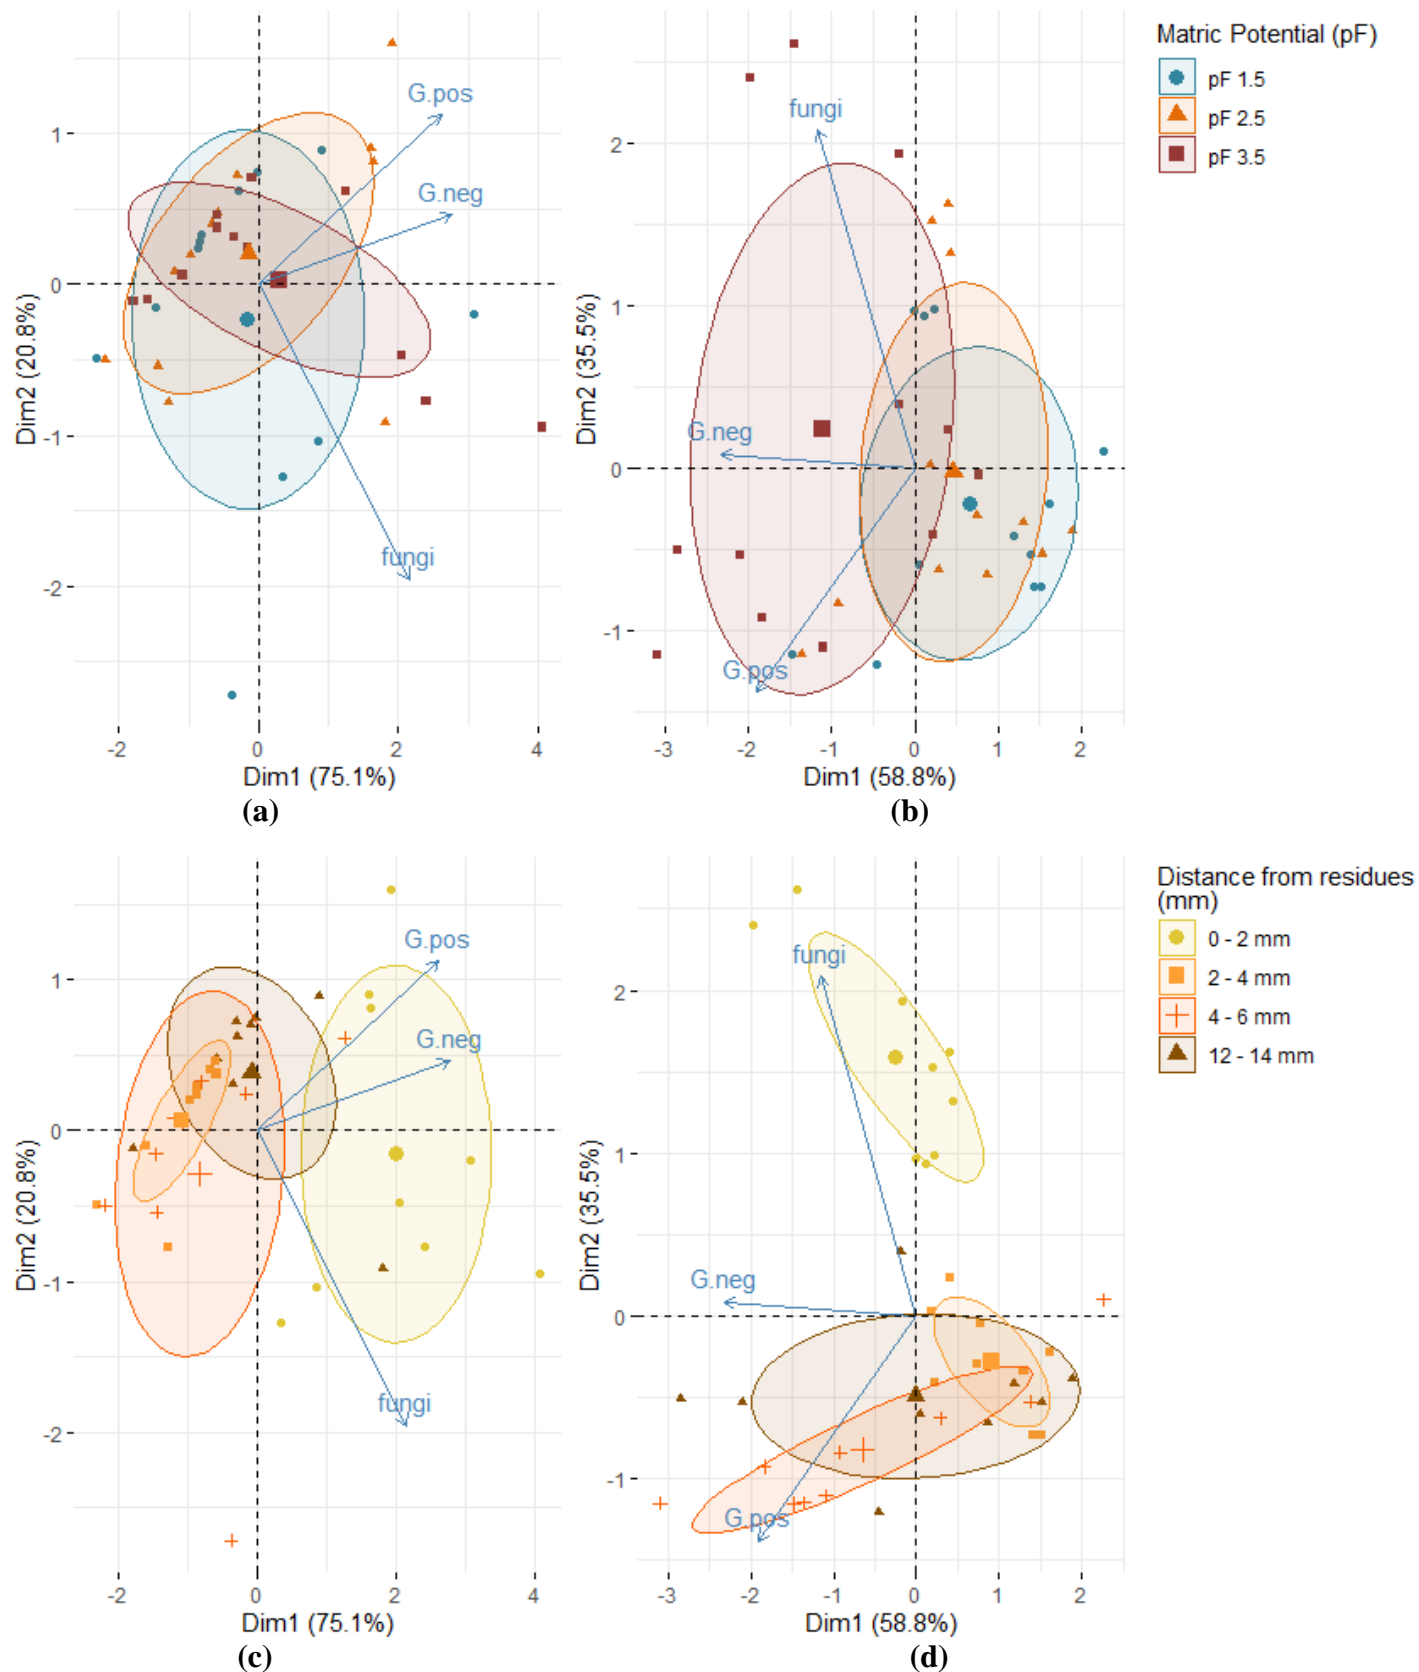 Matric Potential (pF)
pF 1.5
pF 2.5
pF 3.5
G.pos
G.neg
fungi
1
0
-1
-2
Dim2 (20.8%)
-2
0
2
4
Dim1 (75.1%)
(a)
fungi
G.neg
G.pos
2
1
0
-1
Dim2 (35.5%)
-3
-2
-1
0
1
2
Dim1 (58.8%)
(b)
Distance from residues
(mm)
0 - 2 mm
2 - 4 mm
4 - 6 mm
12 - 14 mm
G.pos
G.neg
fungi
1
0
-1
-2
Dim2 (20.8%)
-2
0
2
4
Dim1 (75.1%)
(c)
fungi
G.neg
G.pos
2
1
0
-1
Dim2 (35.5%)
-3
-2
-1
0
1
2
Dim1 (58.8%)
(d)